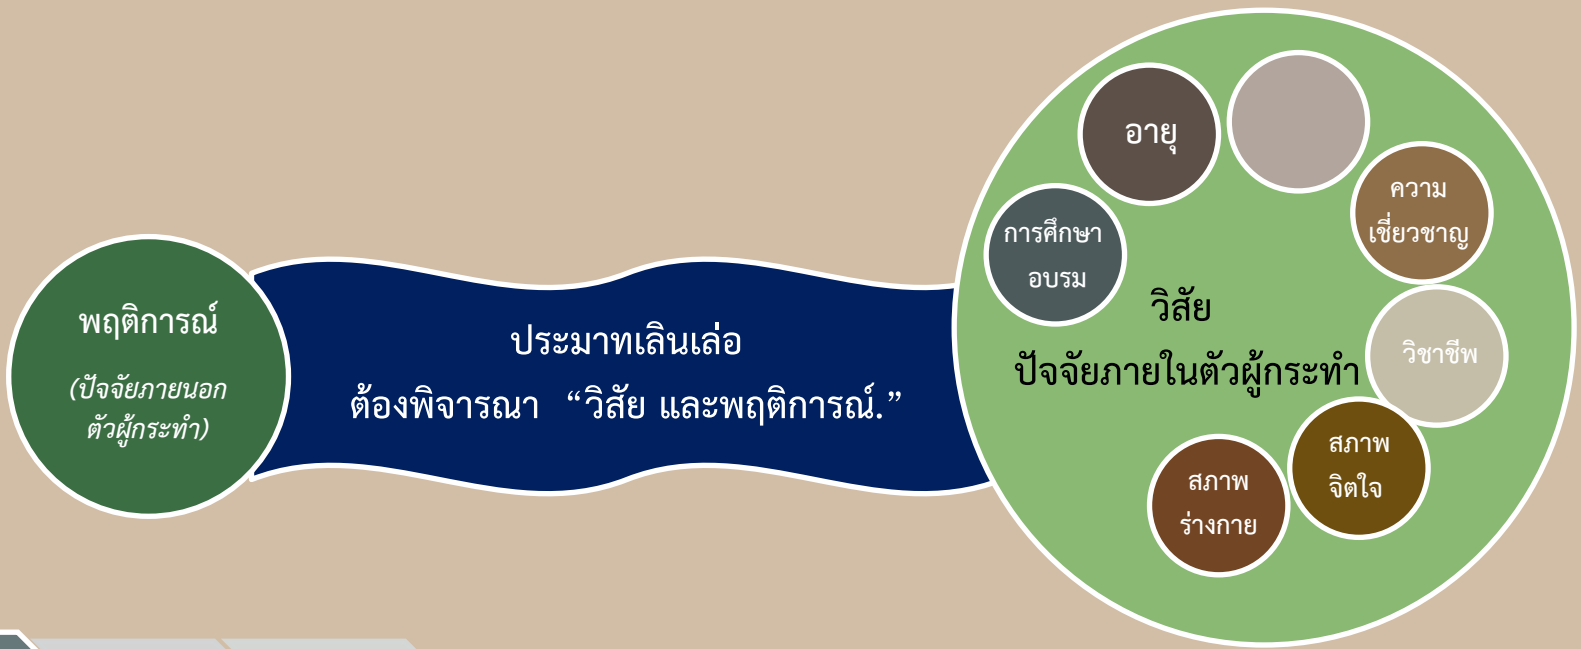 พฤติการณ์
(ปัจจัยภายนอก
ตัวผู้กระทำ)
ประมาทเลินเล่อ
ต้องพิจารณา “วิสัย และพฤติการณ์.”
การศึกษา
อบรม
อายุ
ความ
เชี่ยวชาญ
วิชาชีพ
สภาพ
จิตใจ
สภาพ
ร่างกาย
วิสัย
ปัจจัยภายในตัวผู้กระทำ